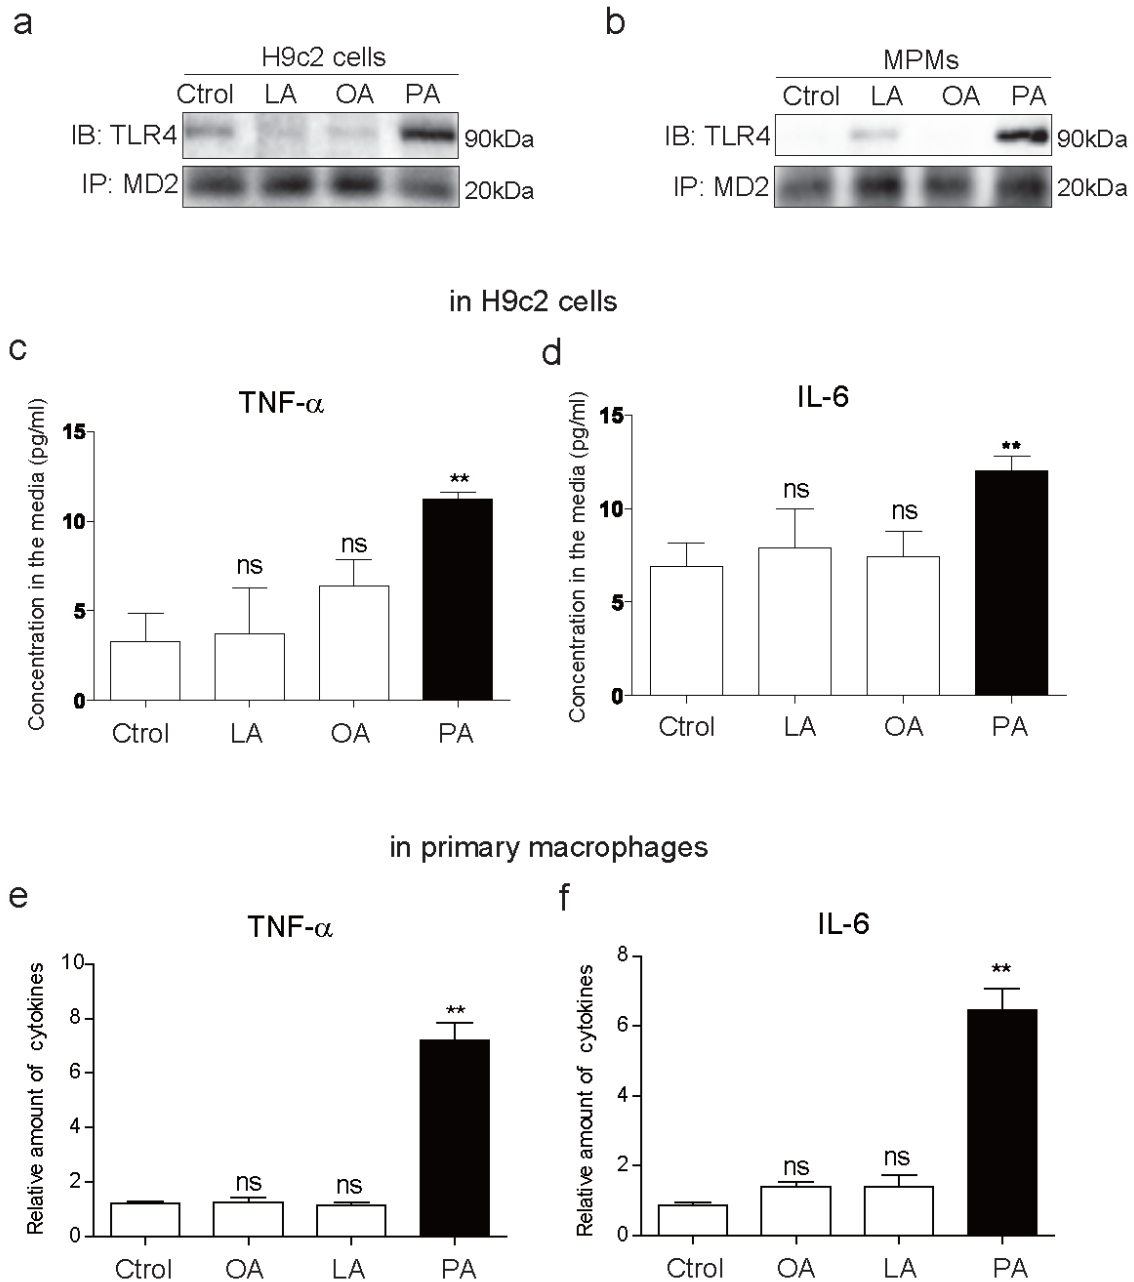 a
H9c2 cells
Ctrol LA OA PA
IB: TLR4 90kDa
IP: MD2 20kDa
b
MPMs
Ctrol LA OA PA
IB: TLR4 90kDa
IP: MD2 20kDa
in H9c2 cells
c
TNF-α
Concentration in the media (pg/ml)
15
10
5
0
ns
ns
**
Ctrol LA OA PA
d
IL-6
Concentration in the media (pg/ml)
15
10
5
0
ns
ns
**
Ctrol LA OA PA
in primary macrophages
e
TNF-α
Relative amount of cytokines
10
8
6
4
2
0
ns
ns
**
Ctrol OA LA PA
f
IL-6
Relative amount of cytokines
8
6
4
2
0
ns
ns
**
Ctrol OA LA PA